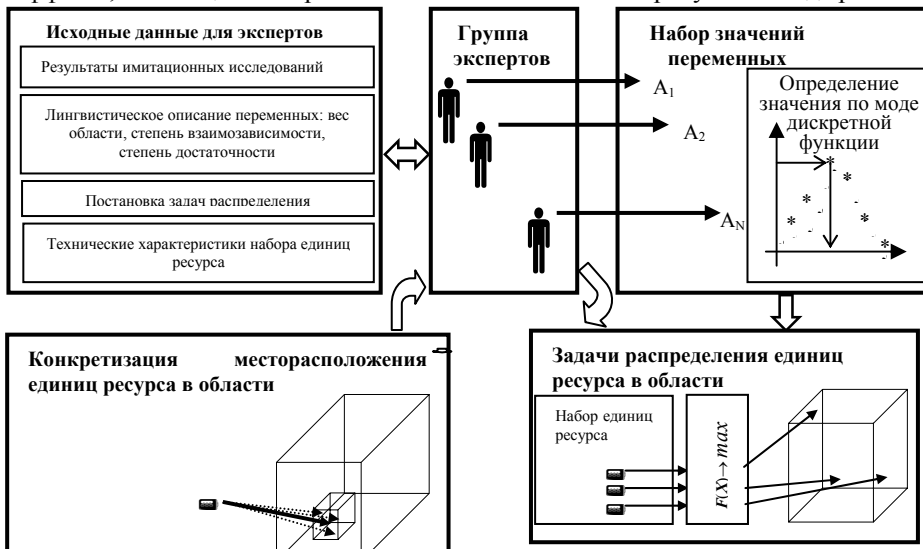 Исходные данные для экспертов
Результаты имитационных исследований
Лингвистическое описание переменных: вес
области, степень взаимозависимости,
степень достаточности
Постановка задач распределения
Технические характеристики набора единиц
ресурса
Группа
экспертов
Набор значений
переменных
A1
A2
AN
Определение
значения по моде
дискретной
функции
Конкретизация месторасположения
единиц ресурса в области
Задачи распределения единиц
ресурса в области
Набор единиц
ресурса
F(X)→max